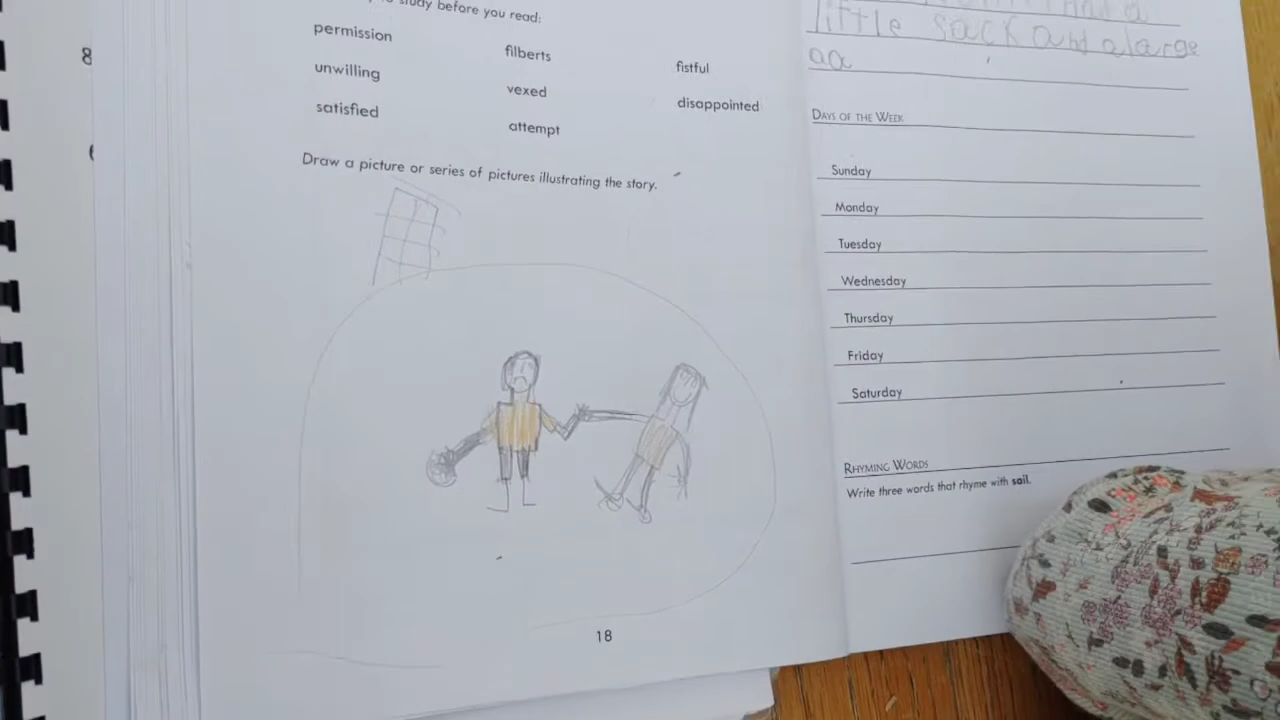 study before you read:
permission
filberts
fistful
unwilling
vexed
disappointed
satisfied
attempt
Draw a picture or series of pictures illustrating the story.
18
8
little sack and a large
aa
DAYS OF THE WEEK
Sunday
Monday
Tuesday
Wednesday
Thursday
Friday
Saturday
RHYMING WORDS
Write three words that rhyme with sail.